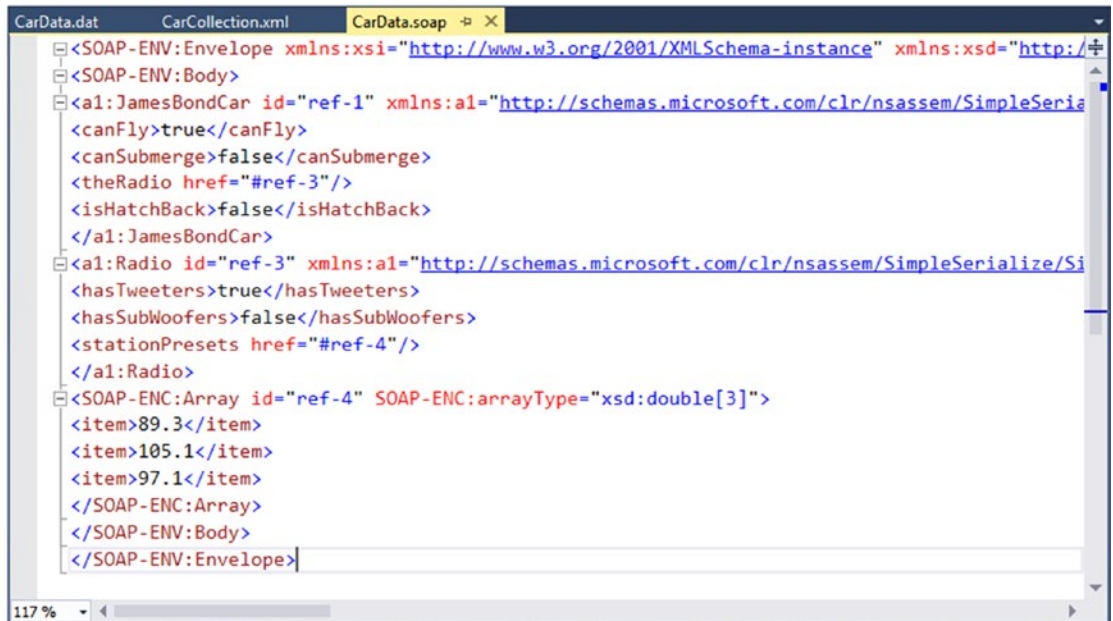 CarData.dat CarCollection.xml CarData.soap
<SOAP-ENV:Envelope xmlns:xsi="http://www.w3.org/2001/XMLSchema-instance" xmlns:xsd="http:/
<SOAP-ENV:Body>
<a1:JamesBondCar id="ref-1" xmlns:a1="http://schemas.microsoft.com/clr/nsassem/SimpleSeria
<canFly>true</canFly>
<canSubmerge>false</canSubmerge>
<theRadio href="#ref-3"/>
<isHatchBack>false</isHatchBack>
</a1:JamesBondCar>
<a1:Radio id="ref-3" xmlns:a1="http://schemas.microsoft.com/clr/nsassem/SimpleSerialize/Si
<hasTweeters>true</hasTweeters>
<hasSubWoofers>false</hasSubWoofers>
<stationPresets href="#ref-4"/>
</a1:Radio>
<SOAP-ENC:Array id="ref-4" SOAP-ENC:arrayType="xsd:double[3]">
<item>89.3</item>
<item>105.1</item>
<item>97.1</item>
</SOAP-ENC:Array>
</SOAP-ENV:Body>
</SOAP-ENV:Envelope>
117 %